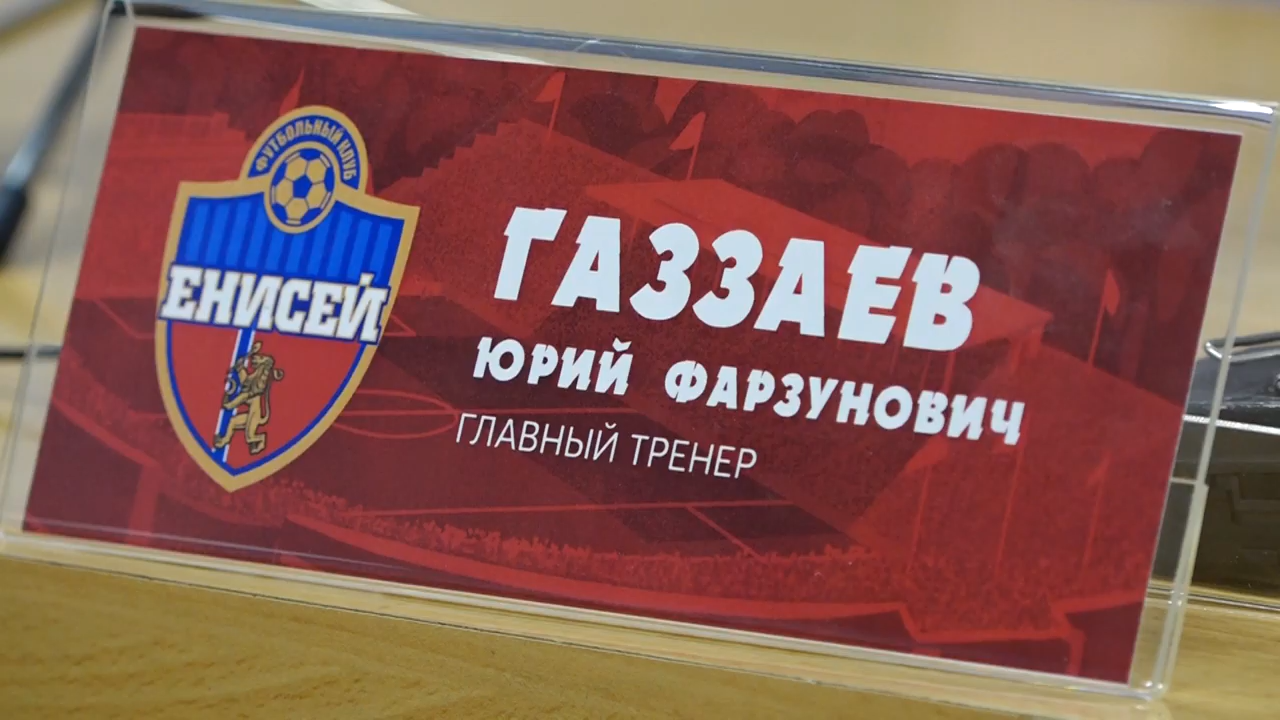 ФУТБОЛЬНЫЙ КЛУБ
ЕНИСЕЙ
ГАЗЗАЕВ
ЮРИЙ ФАРЗУНОВИЧ
ГЛАВНЫЙ ТРЕНЕР